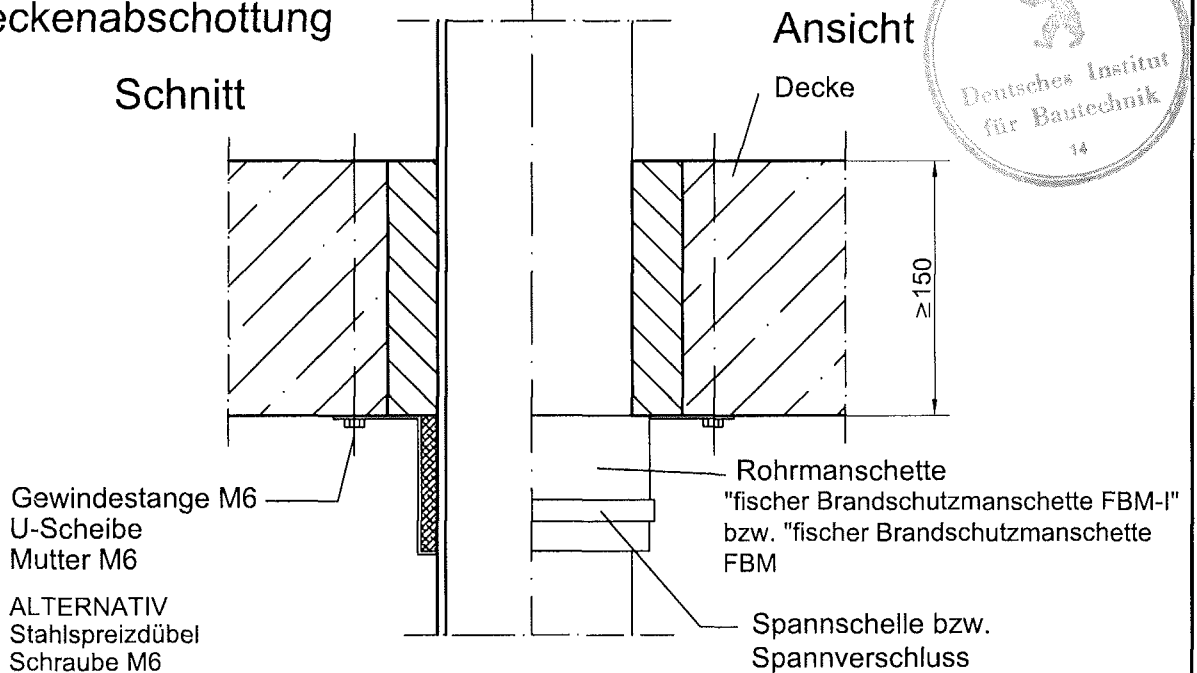 eckenabschottung
Schnitt
Ansicht
Decke
Deutsches Institut
für Bautechnik
14
≥150
Gewindestange M6
U-Scheibe
Mutter M6
ALTERNATIV
Stahlspreizdübel
Schraube M6
Rohrmanschette
"fischer Brandschutzmanschette FBM-I"
bzw. "fischer Brandschutzmanschette
FBM
Spannschelle bzw.
Spannverschluss